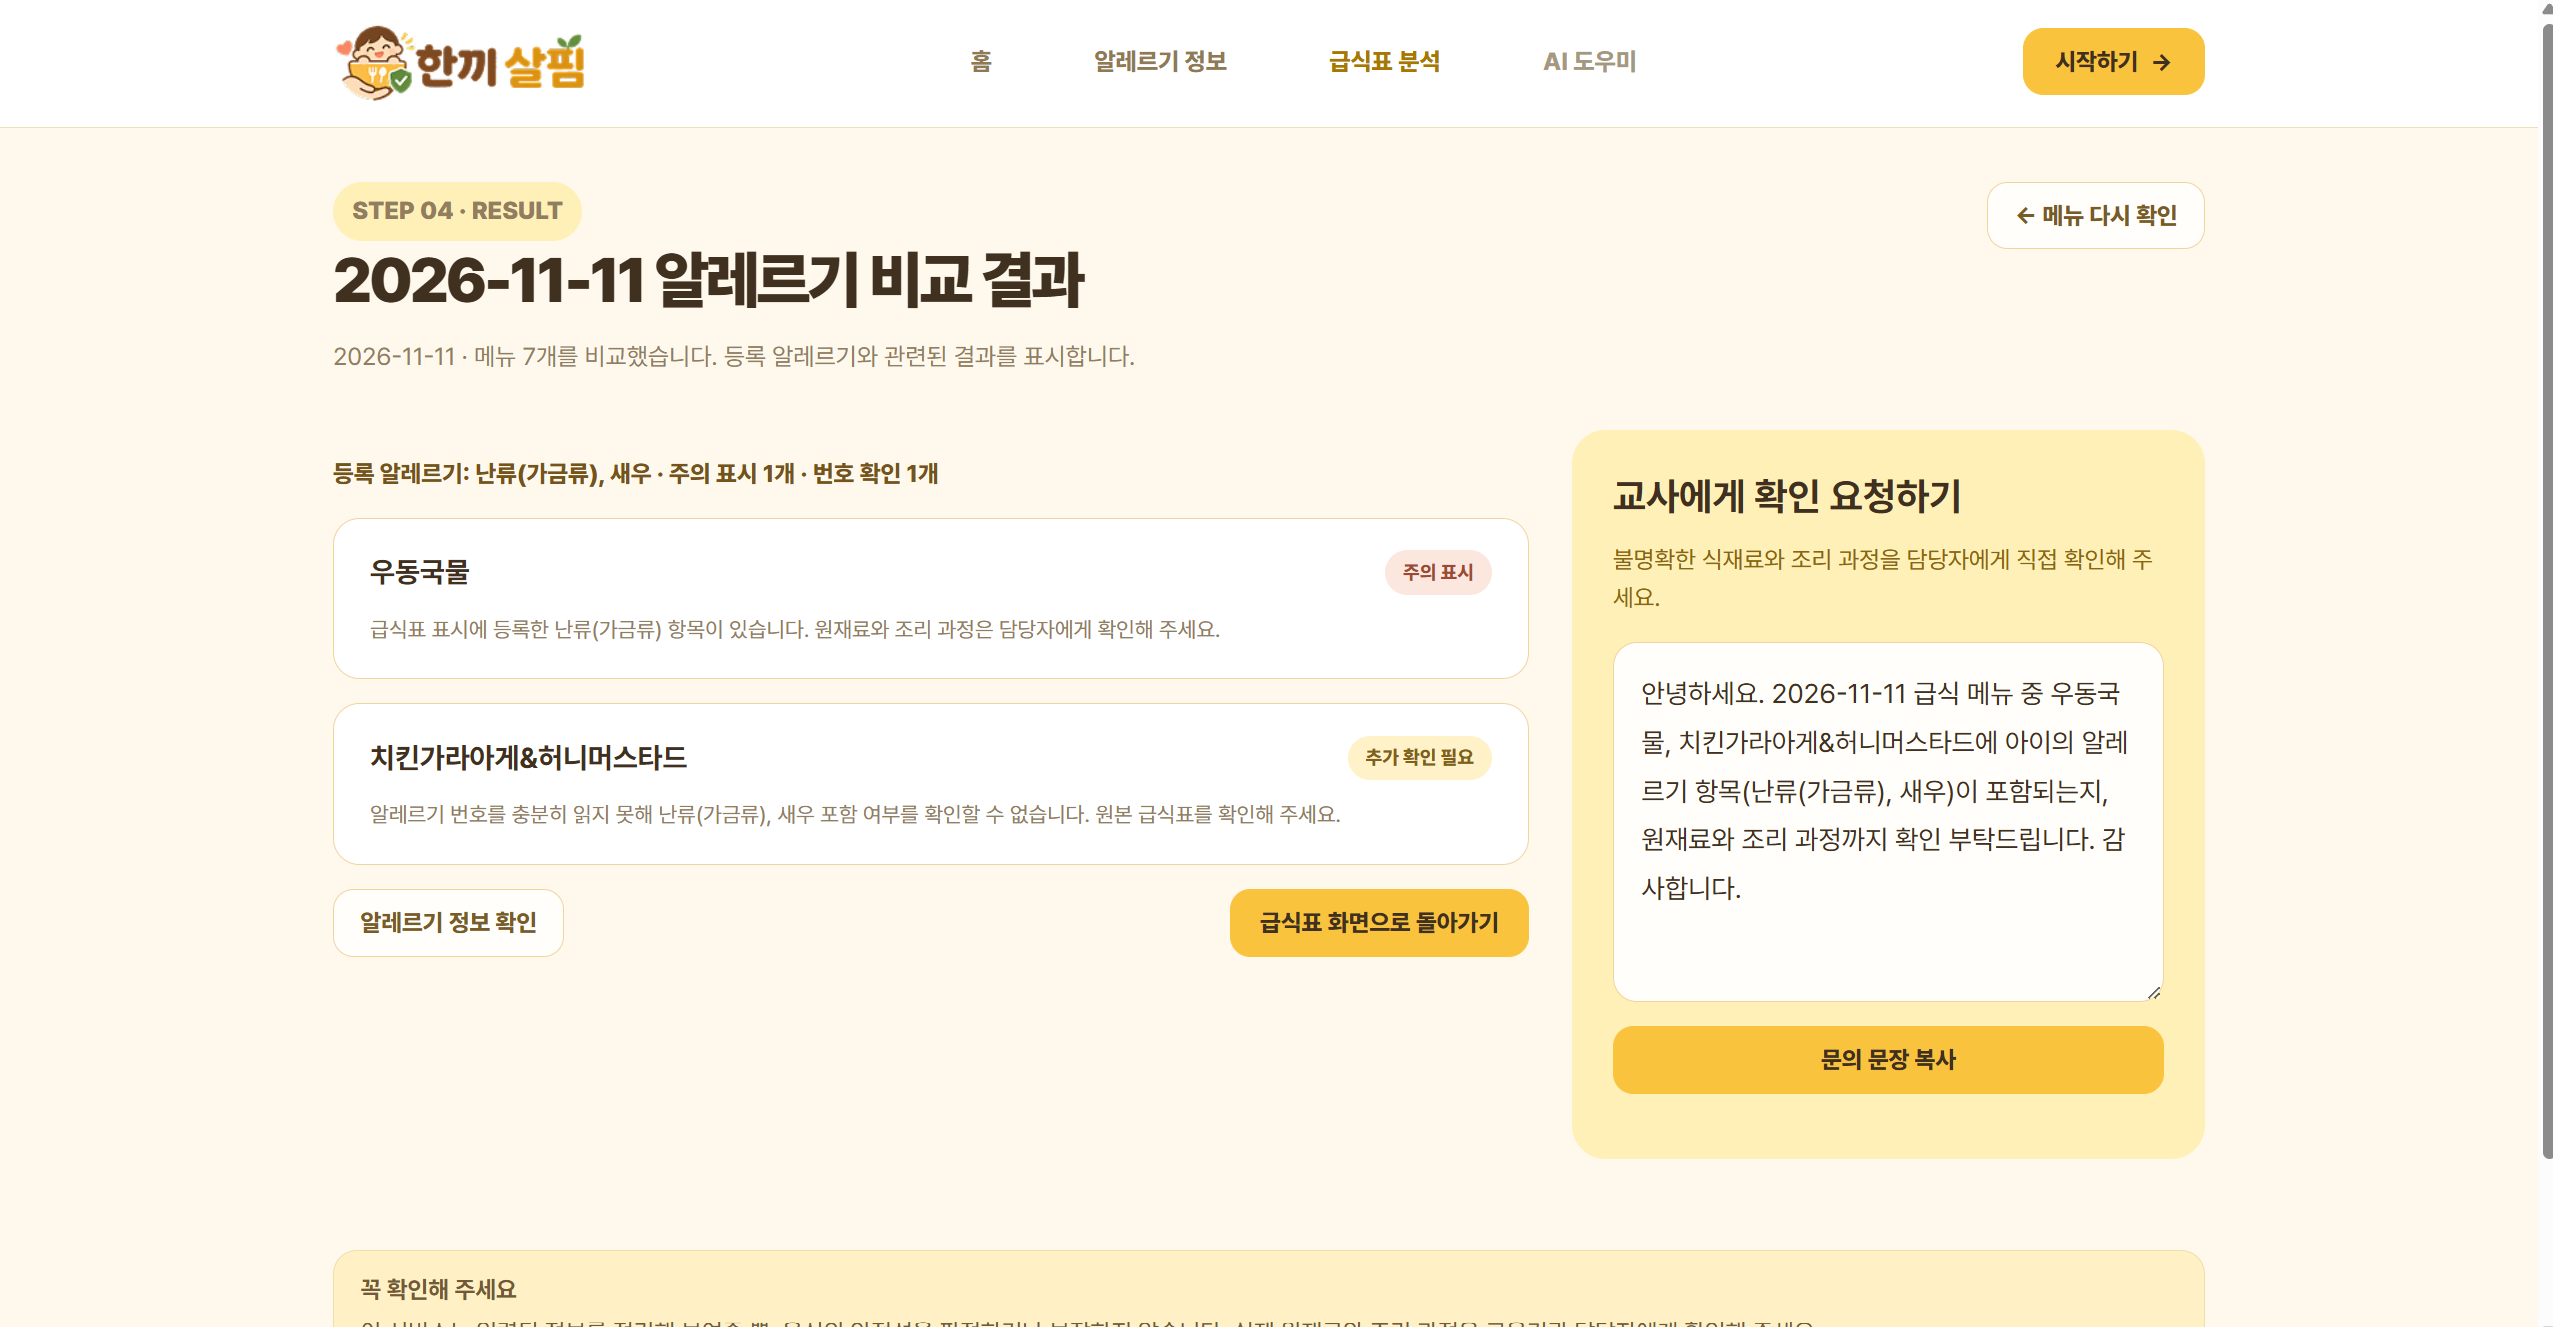 한끼 살핌
홈
알레르기 정보
급식표 분석
AI 도우미
시작하기 →
STEP 04 · RESULT
← 메뉴 다시 확인
2026-11-11 알레르기 비교 결과
2026-11-11 · 메뉴 7개를 비교했습니다. 등록 알레르기와 관련된 결과를 표시합니다.
등록 알레르기: 난류(가금류), 새우 · 주의 표시 1개 · 번호 확인 1개
우동국물
주의 표시
급식표 표시에 등록한 난류(가금류) 항목이 있습니다. 원재료와 조리 과정은 담당자에게 확인해 주세요.
치킨가라아게&허니머스타드
추가 확인 필요
알레르기 번호를 충분히 읽지 못해 난류(가금류), 새우 포함 여부를 확인할 수 없습니다. 원본 급식표를 확인해 주세요.
알레르기 정보 확인
급식표 화면으로 돌아가기
교사에게 확인 요청하기
불명확한 식재료와 조리 과정을 담당자에게 직접 확인해 주
세요.
안녕하세요. 2026-11-11 급식 메뉴 중 우동국
물, 치킨가라아게&허니머스타드에 아이의 알레
르기 항목(난류(가금류), 새우)이 포함되는지,
원재료와 조리 과정까지 확인 부탁드립니다. 감
사합니다.
문의 문장 복사
꼭 확인해 주세요